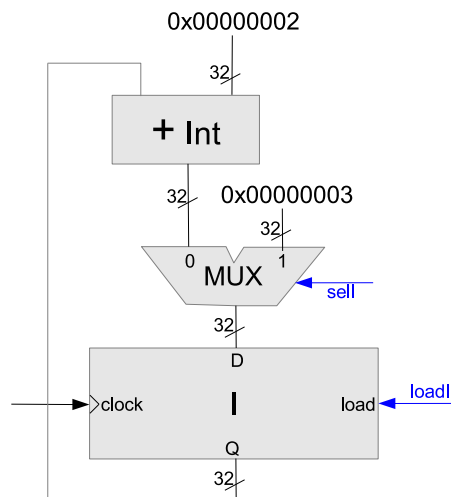 0x00000002
32
+ Int
32
0x00000003
32
0
1
MUX
selI
32
D
clock
I
load
loadI
Q
32